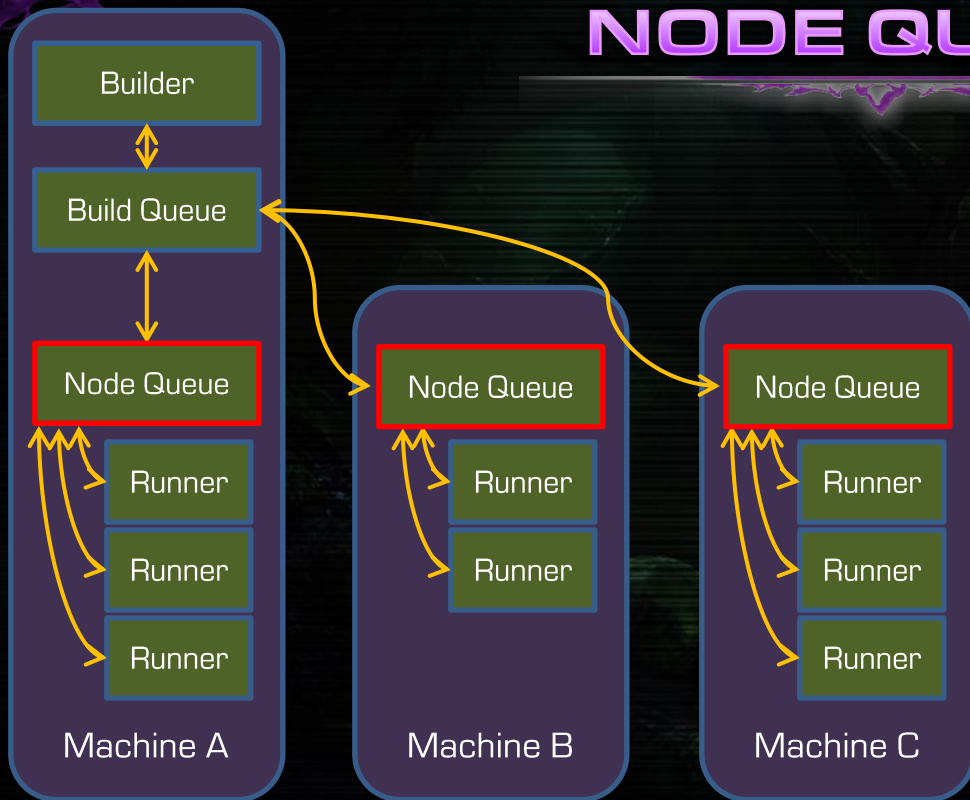 NODE QU
Builder
Build Queue
Node Queue
Runner
Runner
Runner
Machine A
Node Queue
Runner
Runner
Machine B
Node Queue
Runner
Runner
Runner
Machine C